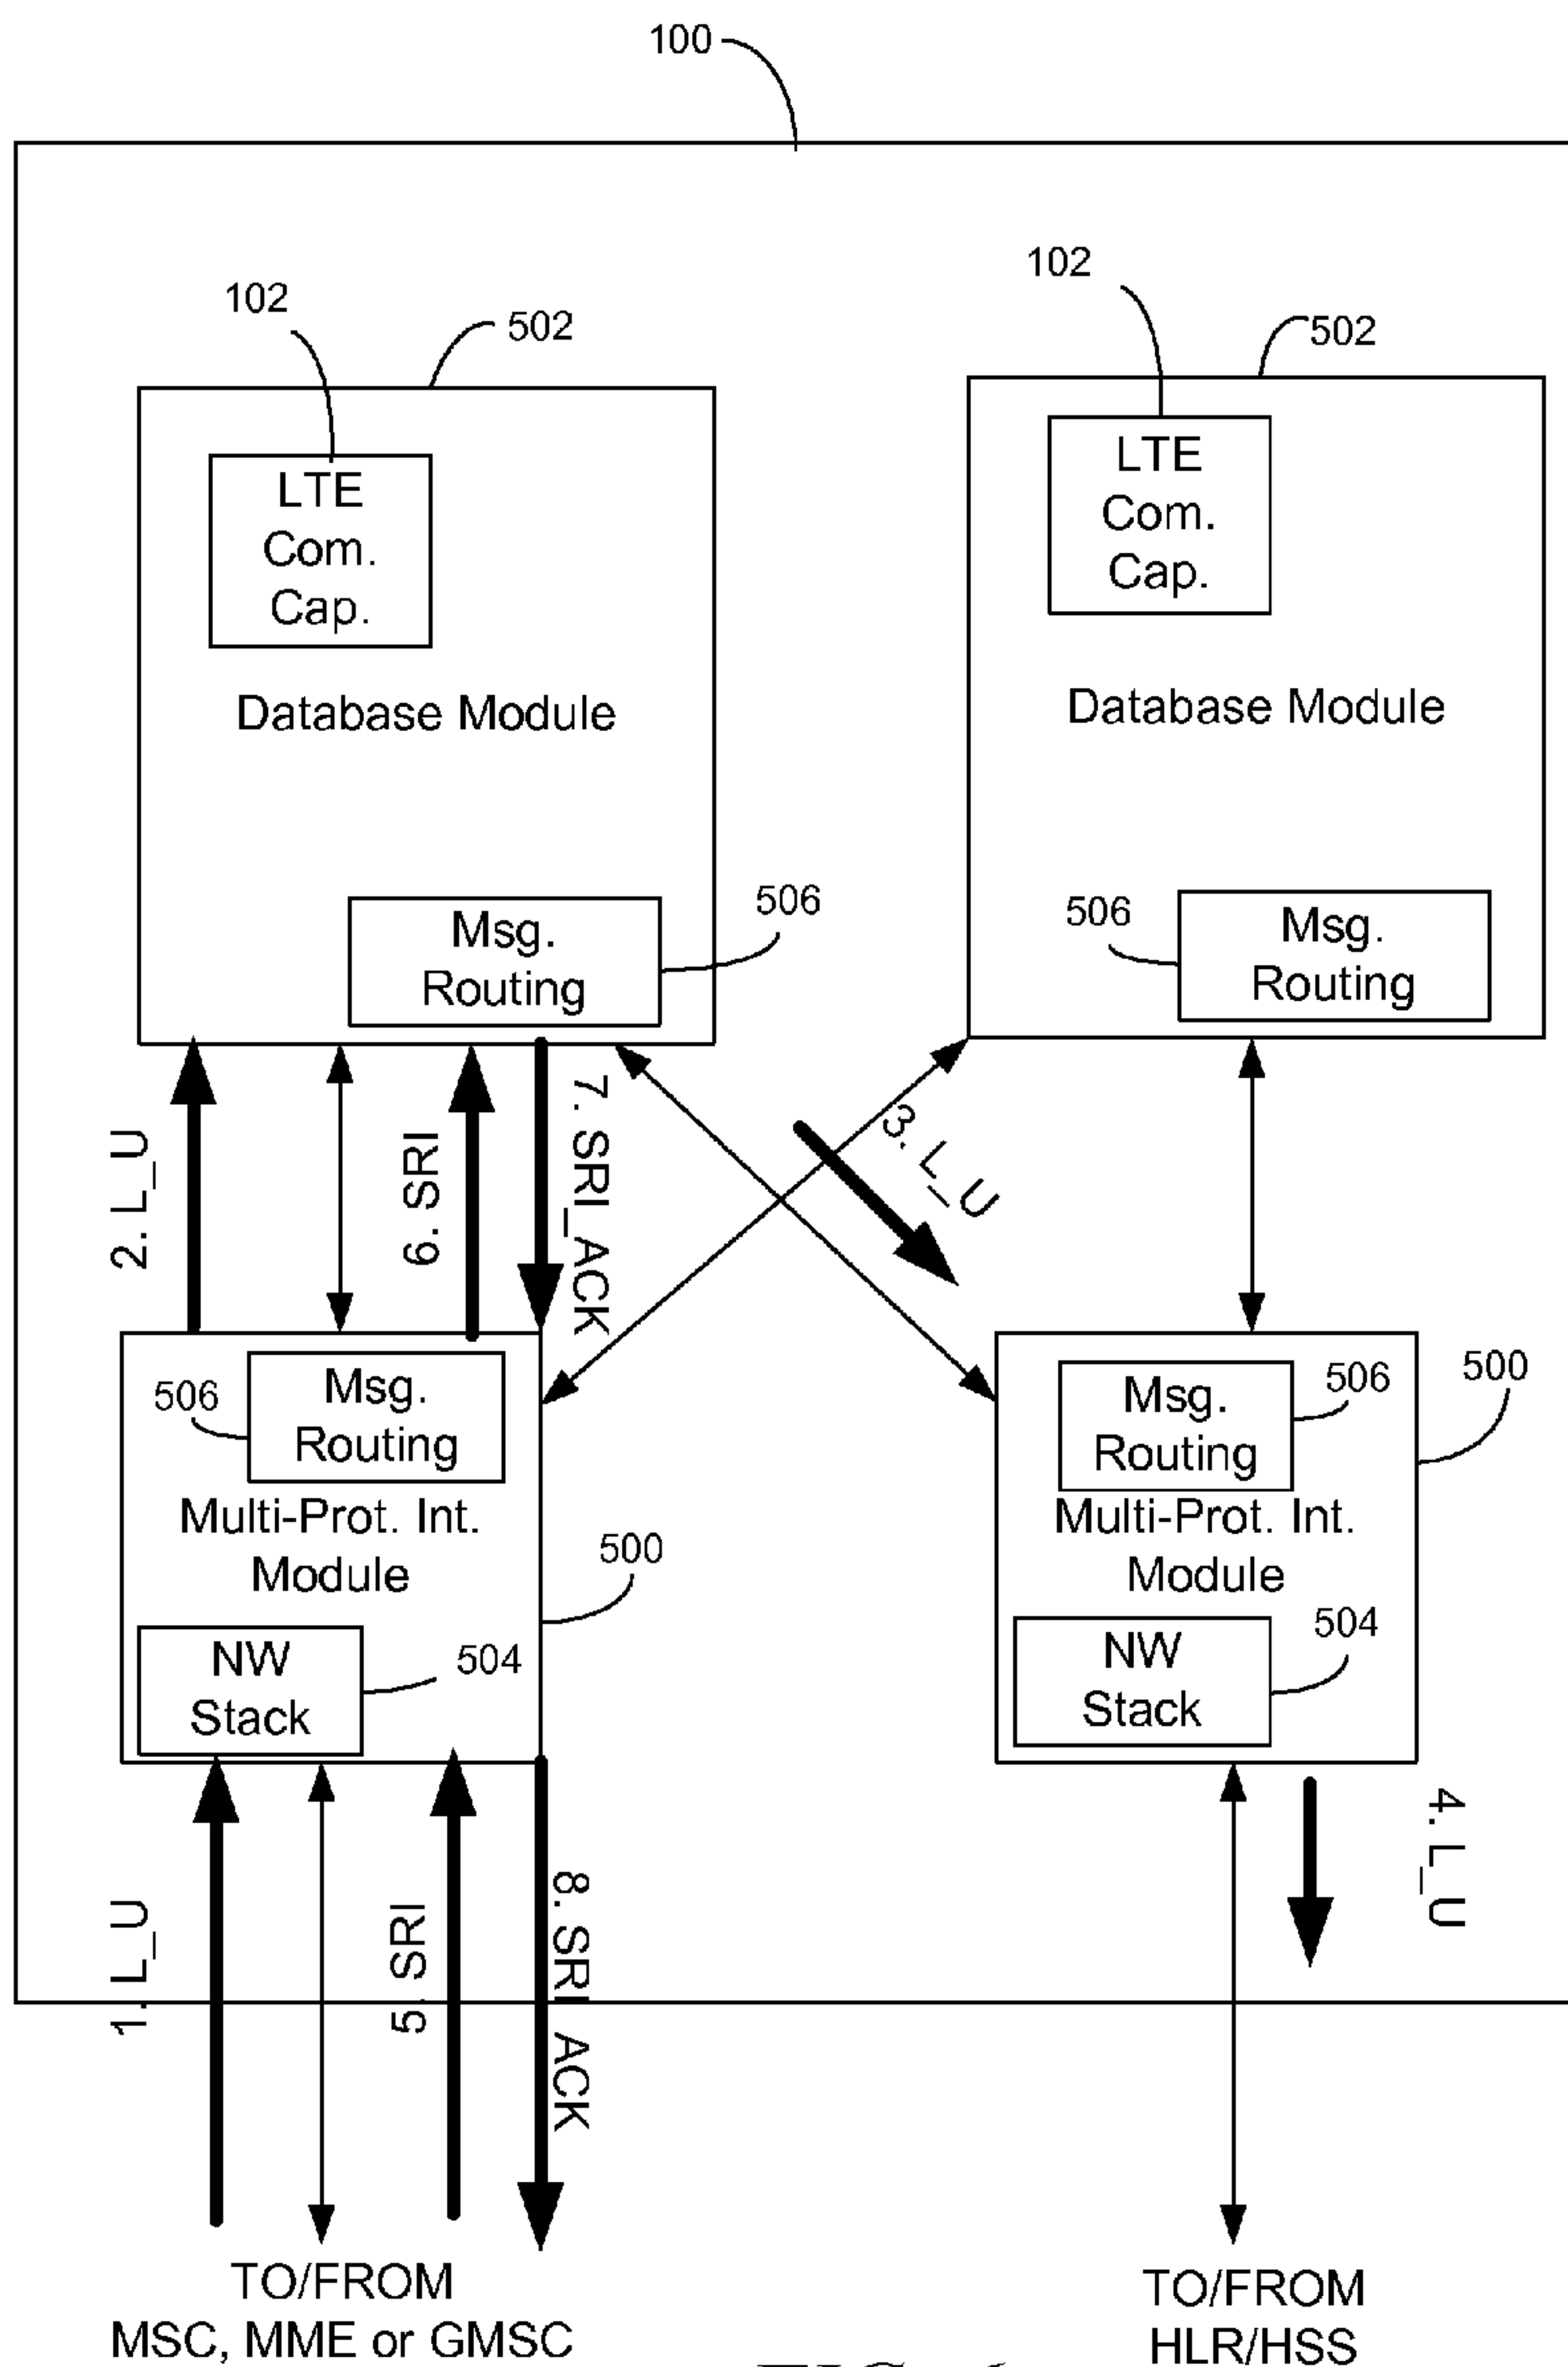 100
102
502
102
502
LTE
Com.
Cap.
LTE
Com.
Cap.
Database Module
Database Module
506
Msg.
Routing
506
Msg.
Routing
2. L_U
6. SRI
7. SRI_ACK
3. L_U
506
Msg.
Routing
Multi-Prot. Int.
Module
500
NW
Stack
504
Msg.
Routing
506
500
Multi-Prot. Int.
Module
NW
Stack
504
1. L_U
5. SRI
8. SRI_ACK
4. L_U
TO/FROM
MSC, MME or GMSC
TO/FROM
HLR/HSS